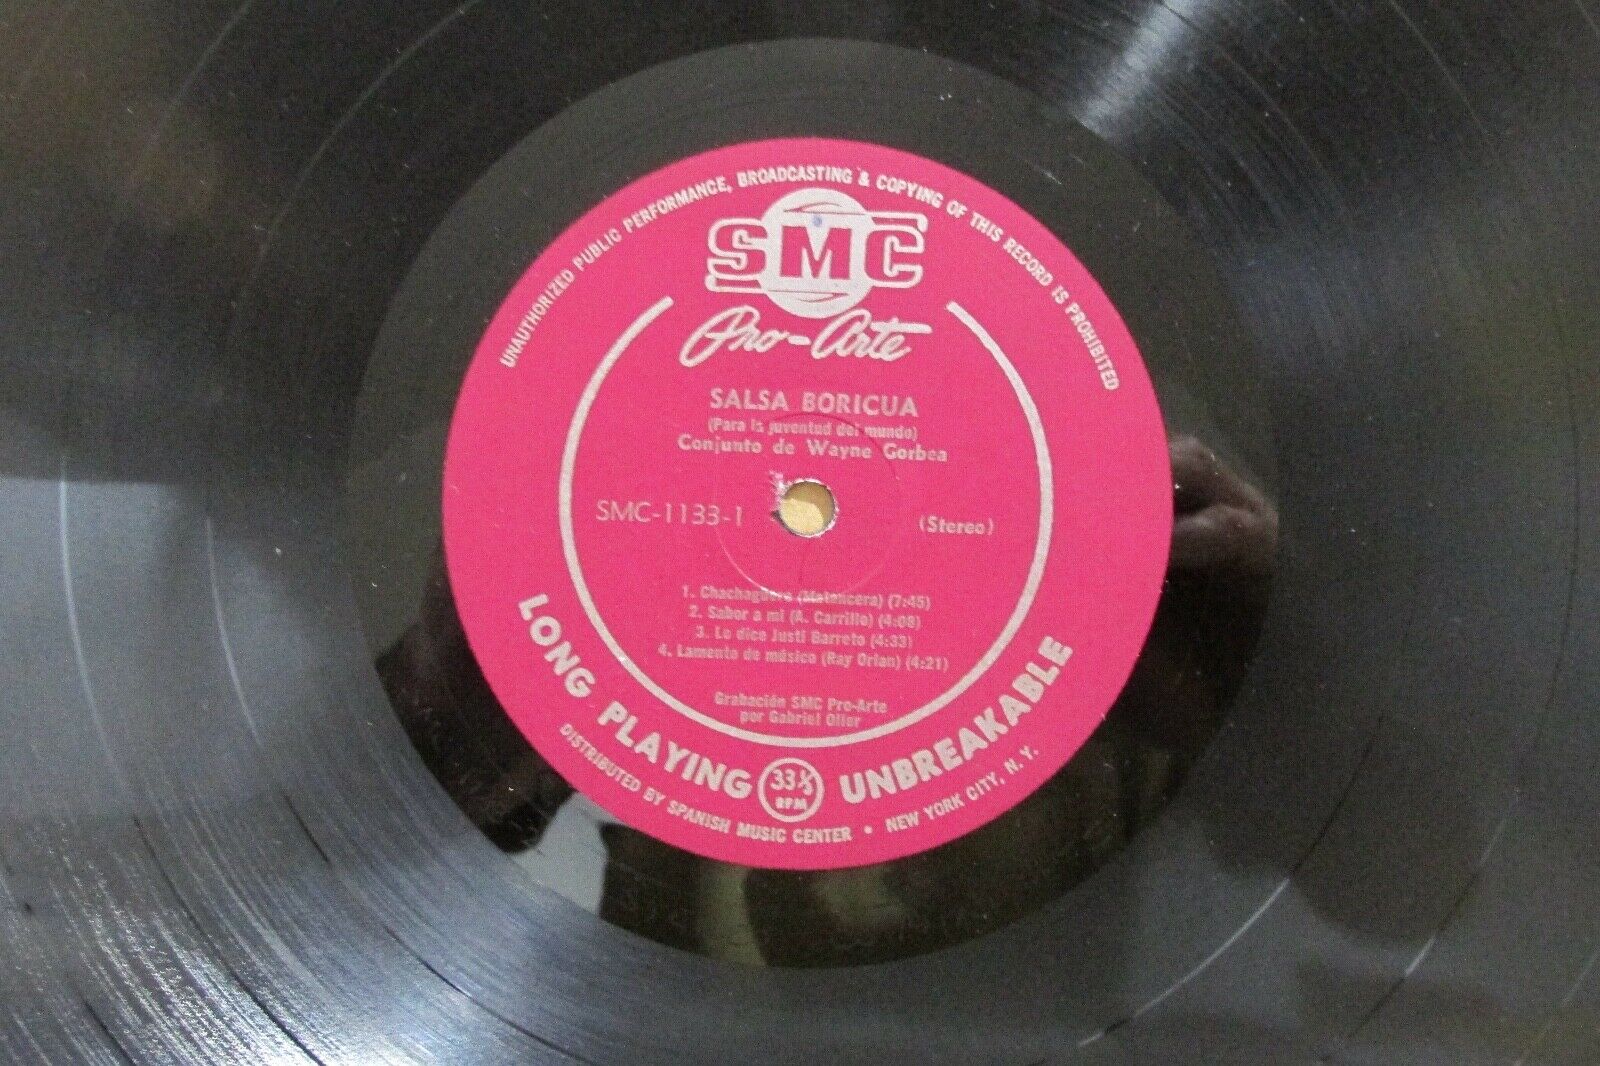 UNAUTHORIZED PUBLIC PERFORMANCE, BROADCASTING & COPYING OF THIS RECORD IS PROHIBITED
SMC
Pro-Arte
SALSA BORICUA
(Para la juventud del mundo)
Conjunto de Wayne Gorbea
SMC-1133-1
(Stereo)
1. Chachaguere (Matancera) (7:45)
2. Sabor a mi (A. Carrillo) (4:08)
3. Lo dice Justi Barreto (4:33)
4. Lamento de músico (Ray Orlan) (4:21)
Grabación SMC Pro-Arte
por Gabriel Oller
LONG PLAYING 33⅓ RPM UNBREAKABLE
DISTRIBUTED BY SPANISH MUSIC CENTER • NEW YORK CITY, N. Y.